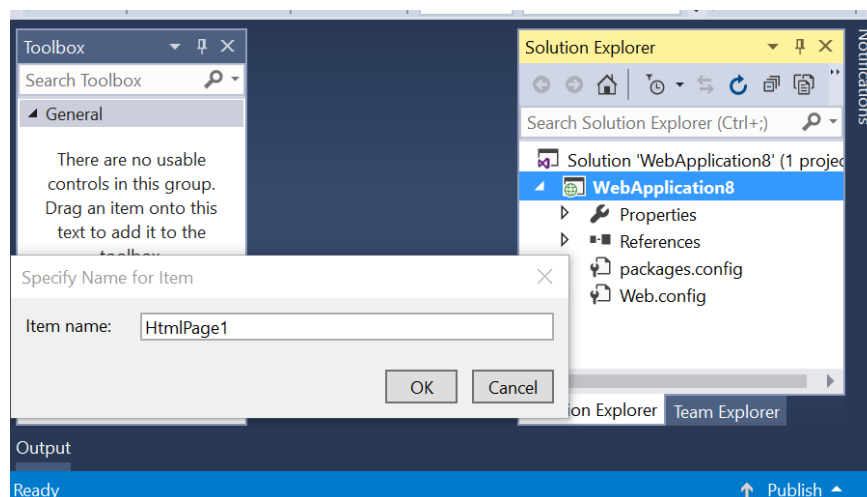 Toolbox
Search Toolbox
General
There are no usable
controls in this group.
Drag an item onto this
text to add it to the
toolbox.
Specify Name for Item
Item name:
HtmlPage1
OK
Cancel
Solution Explorer
Search Solution Explorer (Ctrl+;)
Solution 'WebApplication8' (1 projec
WebApplication8
Properties
References
packages.config
Web.config
ion Explorer
Team Explorer
Notifications
Output
Ready
Publish